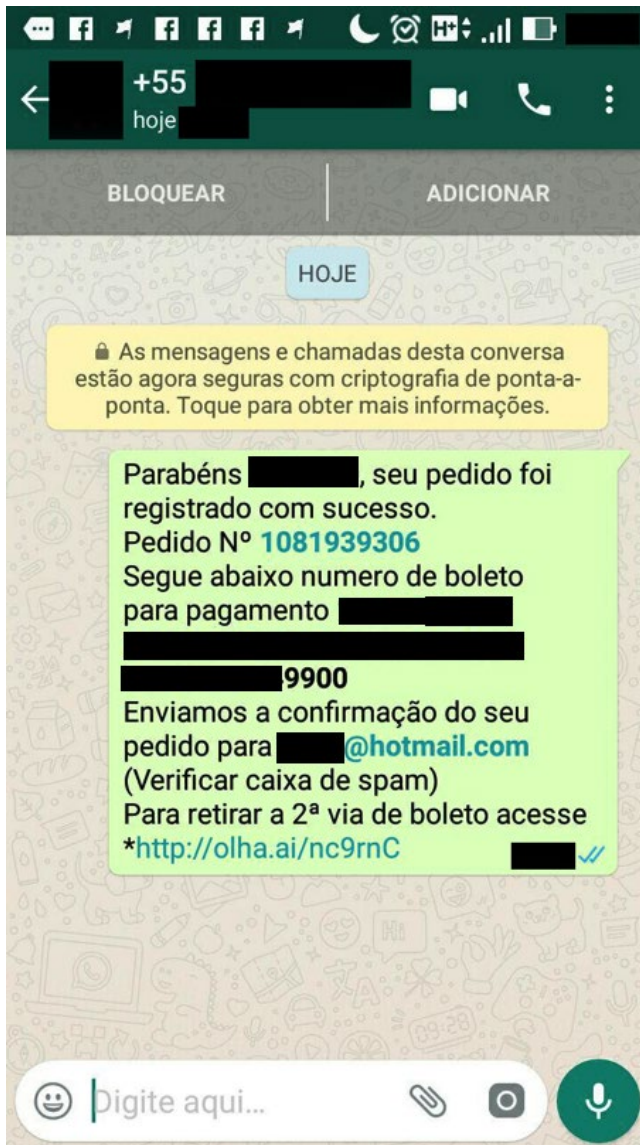 +55
hoje
BLOQUEAR
ADICIONAR
HOJE
As mensagens e chamadas desta conversa
estão agora seguras com criptografia de ponta-a-
ponta. Toque para obter mais informações.
Parabéns , seu pedido foi
registrado com sucesso.
Pedido Nº 1081939306
Segue abaixo numero de boleto
para pagamento
9900
Enviamos a confirmação do seu
pedido para @hotmail.com
(Verificar caixa de spam)
Para retirar a 2ª via de boleto acesse
*http://olha.ai/nc9rnC
Digite aqui...